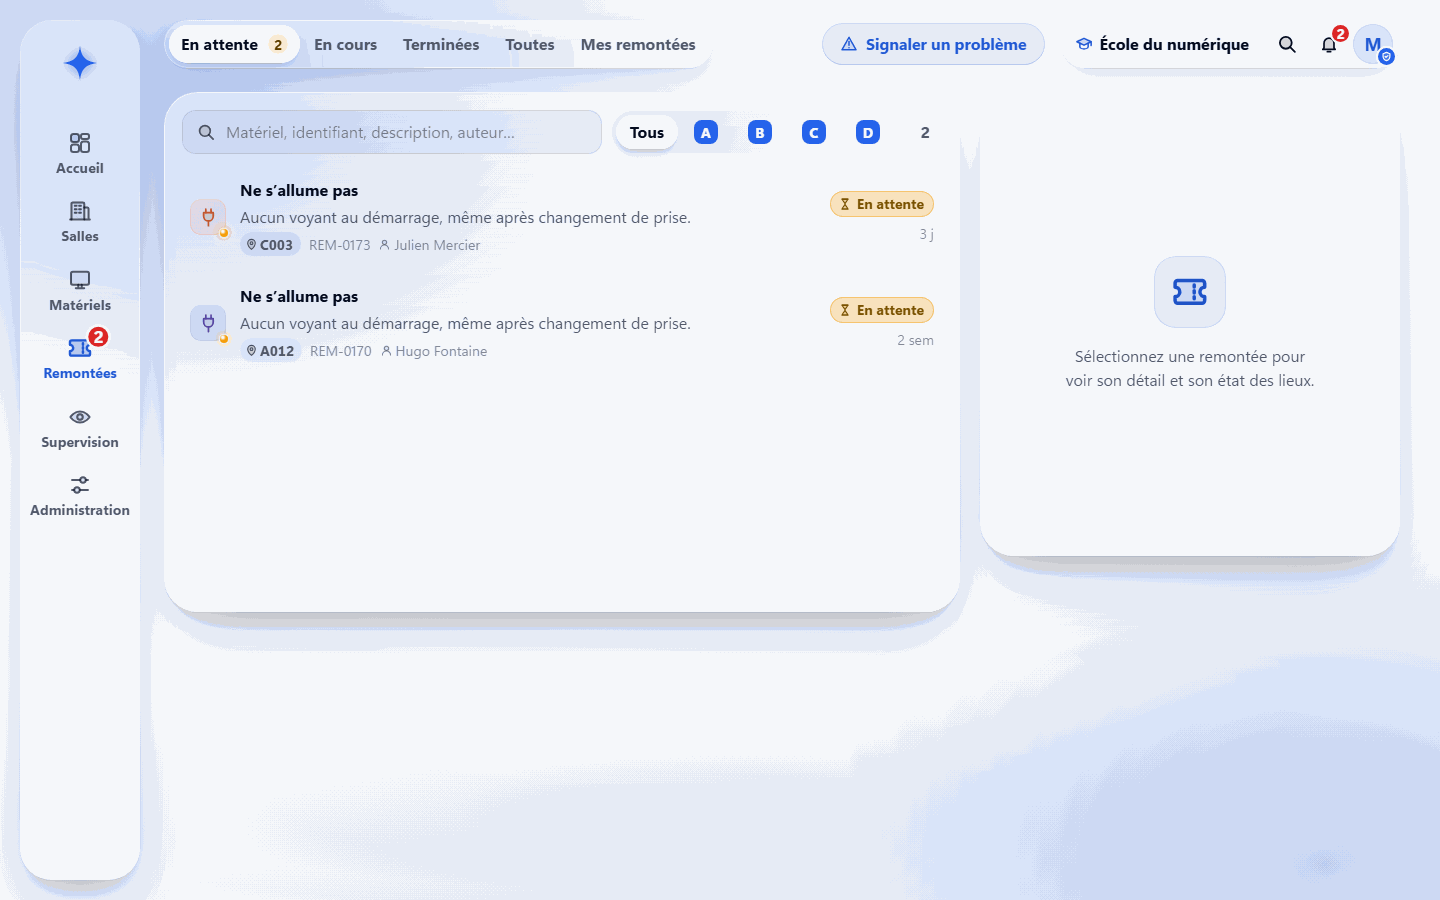 En attente 2 En cours Terminées Toutes Mes remontées Signaler un problème École du numérique 2 M
Accueil
Salles
Matériels
2
Remontées
Supervision
Administration
Matériel, identifiant, description, auteur… Tous A B C D 2
Ne s’allume pas
Aucun voyant au démarrage, même après changement de prise.
C003 REM-0173 Julien Mercier
En attente
3 j
Ne s’allume pas
Aucun voyant au démarrage, même après changement de prise.
A012 REM-0170 Hugo Fontaine
En attente
2 sem
Sélectionnez une remontée pour
voir son détail et son état des lieux.